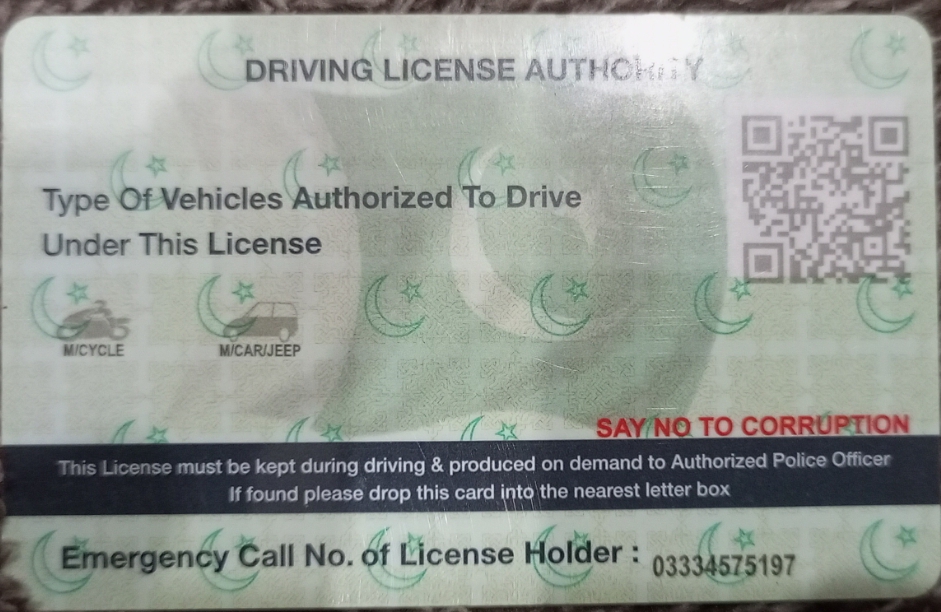 DRIVING LICENSE AUTHORITY
Type Of Vehicles Authorized To Drive
Under This License
M/CYCLE
M/CAR/JEEP
SAY NO TO CORRUPTION
This License must be kept during driving & produced on demand to Authorized Police Officer
If found please drop this card into the nearest letter box
Emergency Call No. of License Holder : 03334575197